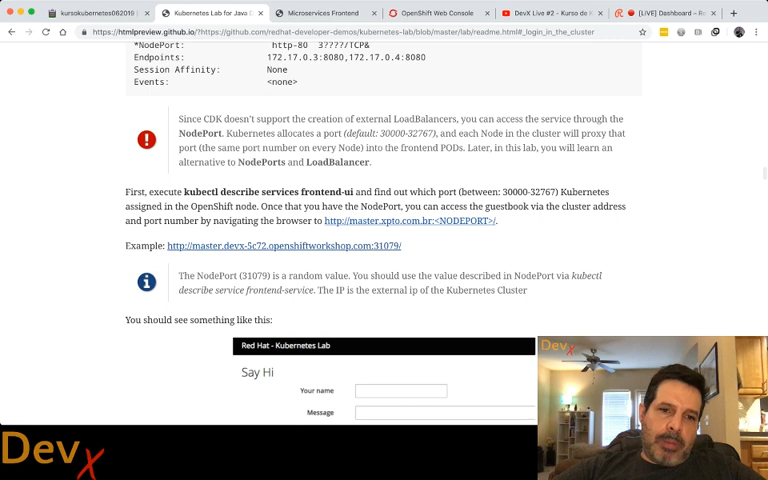 kursokubernetes062019 |
Kubernetes Lab for Java D
Microservices Frontend
OpenShift Web Console
DevX Live #2 - Kurso de K
[LIVE] Dashboard – Re
https://htmlpreview.github.io/?https://github.com/redhat-developer-demos/kubernetes-lab/blob/master/lab/readme.html#_login_in_the_cluster
*NodePort: http-80 3????/TCP&
Endpoints: 172.17.0.3:8080,172.17.0.4:8080
Session Affinity: None
Events: <none>
Since CDK doesn't support the creation of external LoadBalancers, you can access the service through the
NodePort. Kubernetes allocates a port (default: 30000-32767), and each Node in the cluster will proxy that
port (the same port number on every Node) into the frontend PODs. Later, in this lab, you will learn an
alternative to NodePorts and LoadBalancer.
First, execute kubectl describe services frontend-ui and find out which port (between: 30000-32767) Kubernetes
assigned in the OpenShift node. Once that you have the NodePort, you can access the guestbook via the cluster address
and port number by navigating the browser to http://master.xpto.com.br:<NODEPORT>/.
Example: http://master.devx-5c72.openshiftworkshop.com:31079/
The NodePort (31079) is a random value. You should use the value described in NodePort via kubectl
describe service frontend-service. The IP is the external ip of the Kubernetes Cluster
You should see something like this:
Red Hat - Kubernetes Lab
Say Hi
Your name
Message
Dev X
Dev X